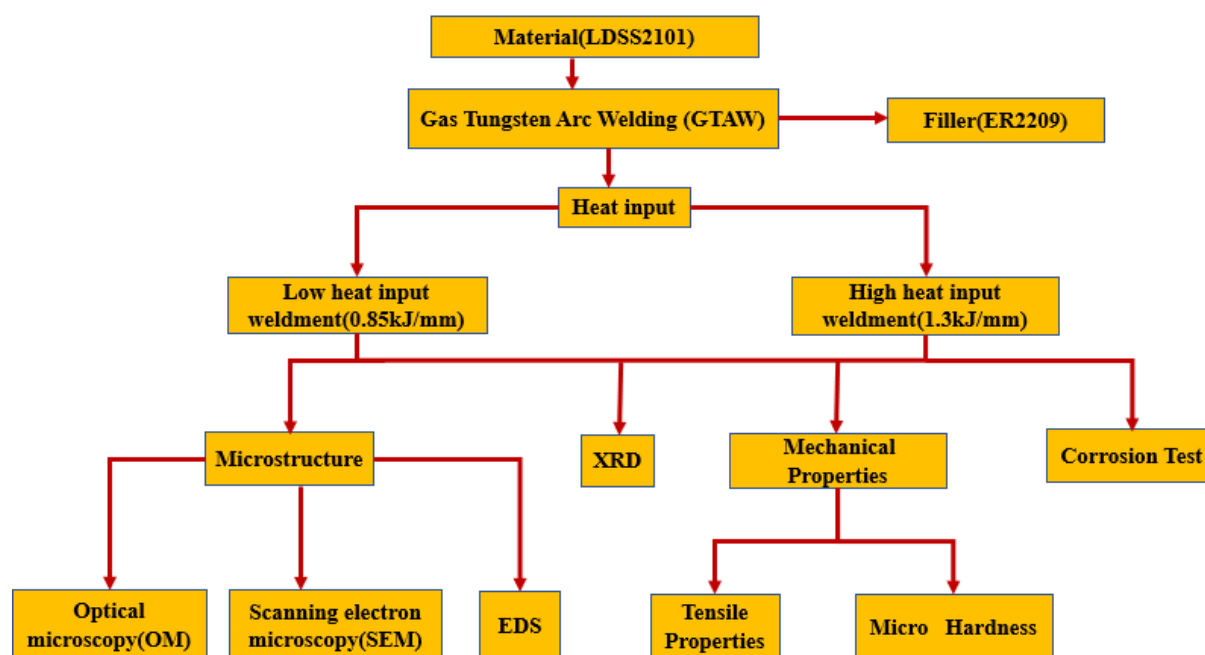 Material(LDSS2101)
Gas Tungsten Arc Welding (GTAW)
Filler(ER2209)
Heat input
Low heat input
weldment(0.85kJ/mm)
High heat input
weldment(1.3kJ/mm)
Microstructure
XRD
Mechanical
Properties
Corrosion Test
Optical
microscopy(OM)
Scanning electron
microscopy(SEM)
EDS
Tensile
Properties
Micro Hardness